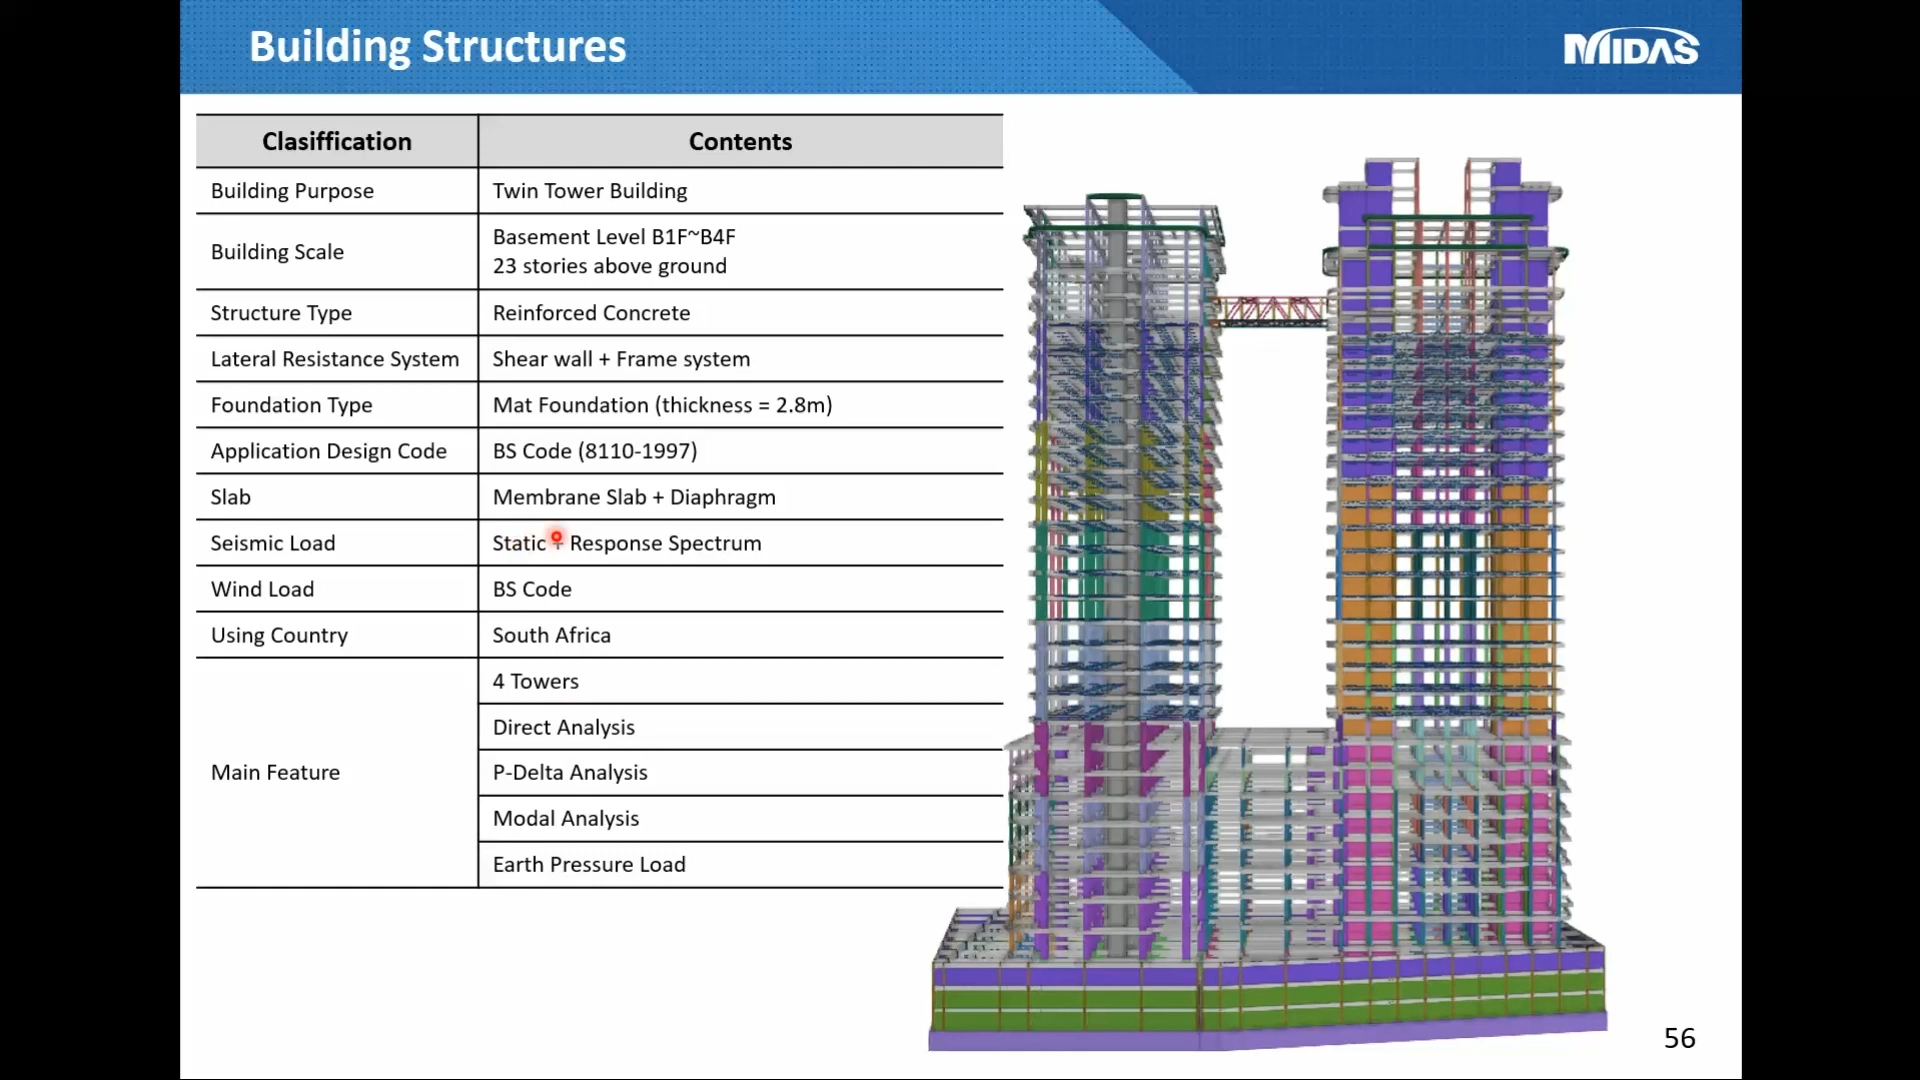 Building Structures
MIDAS
Clasiffication
Contents
Building Purpose
Twin Tower Building
Building Scale
Basement Level B1F~B4F
23 stories above ground
Structure Type
Reinforced Concrete
Lateral Resistance System
Shear wall + Frame system
Foundation Type
Mat Foundation (thickness = 2.8m)
Application Design Code
BS Code (8110-1997)
Slab
Membrane Slab + Diaphragm
Seismic Load
Static + Response Spectrum
Wind Load
BS Code
Using Country
South Africa
Main Feature
4 Towers
Direct Analysis
P-Delta Analysis
Modal Analysis
Earth Pressure Load
56